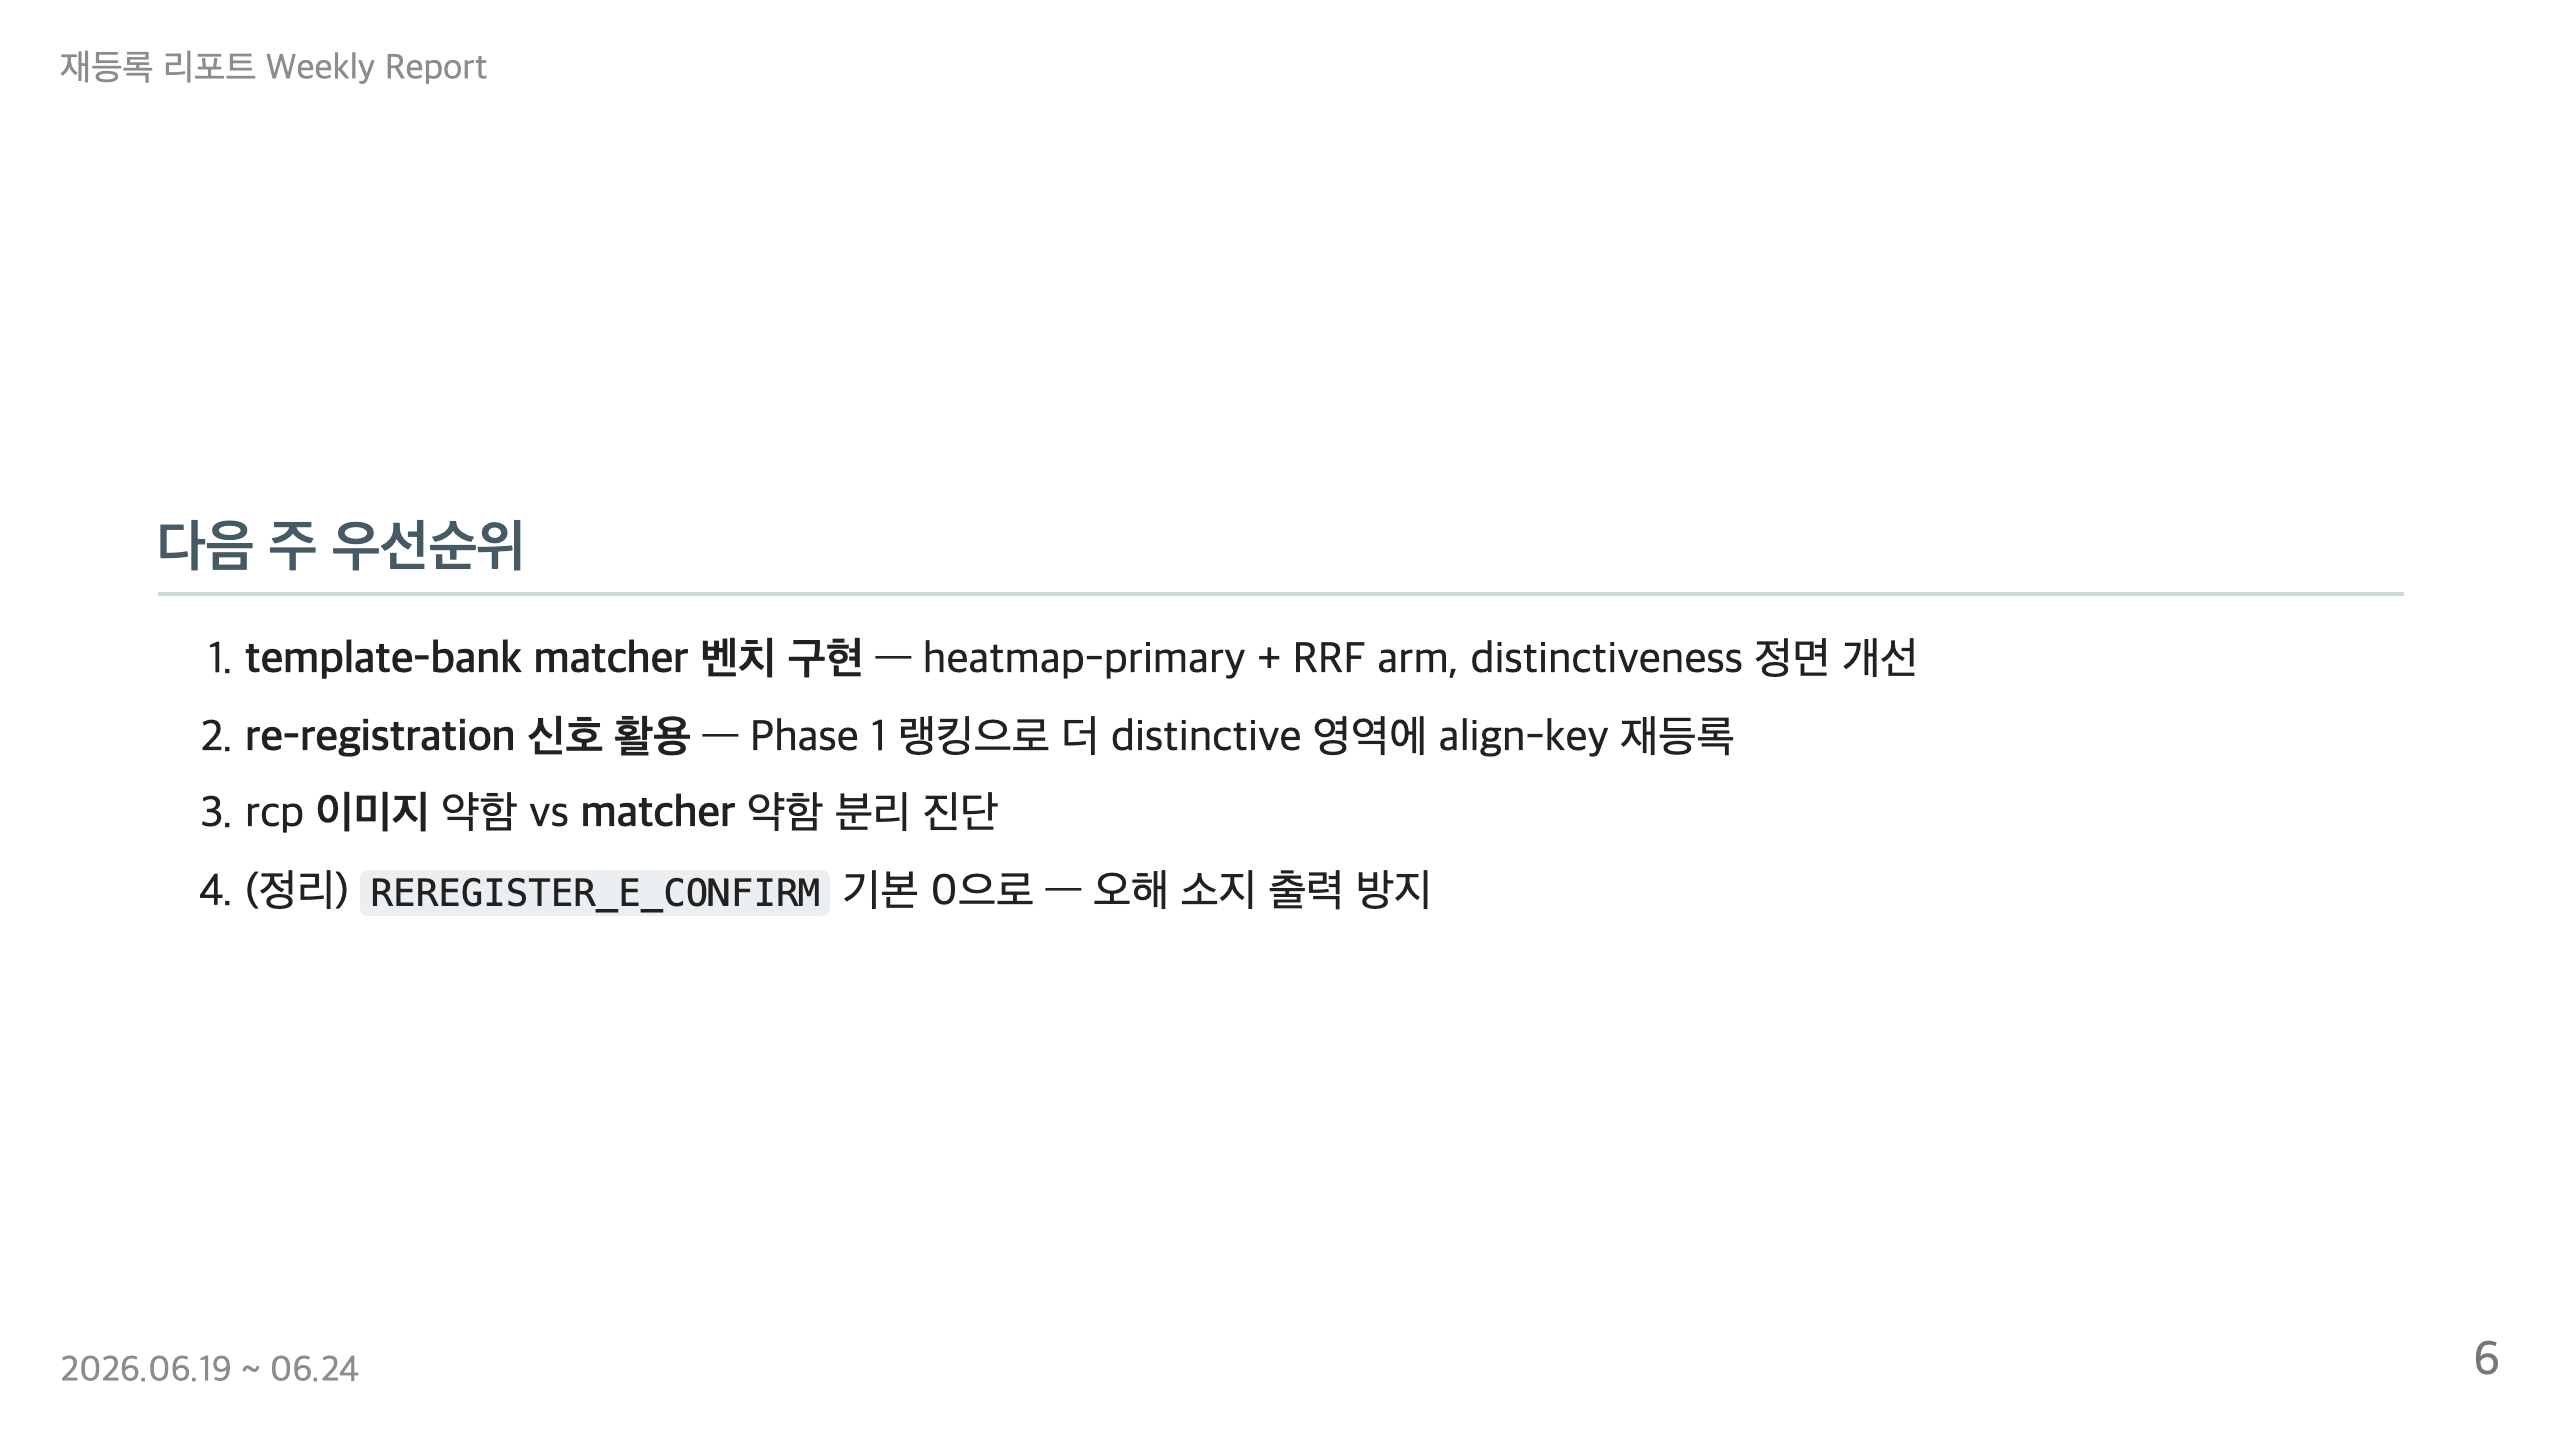 재등록 리포트 Weekly Report
다음 주 우선순위
1. template-bank matcher 벤치 구현 — heatmap-primary + RRF arm, distinctiveness 정면 개선
2. re-registration 신호 활용 — Phase 1 랭킹으로 더 distinctive 영역에 align-key 재등록
3. rcp 이미지 약함 vs matcher 약함 분리 진단
4. (정리) REREGISTER_E_CONFIRM 기본 0으로 — 오해 소지 출력 방지
2026.06.19 ~ 06.24
6